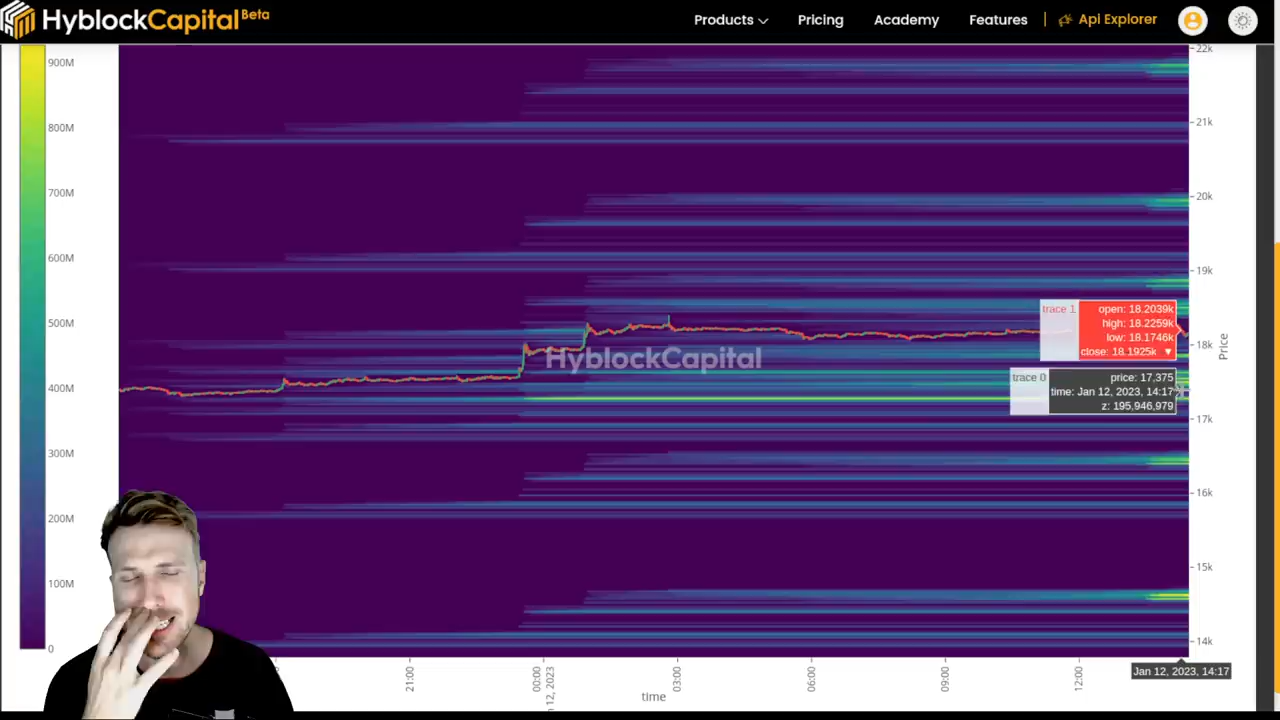 HyblockCapital Beta
Products
Pricing
Academy
Features
Api Explorer
900M
800M
700M
600M
500M
400M
300M
200M
100M
0
22k
21k
20k
19k
18k
17k
16k
15k
14k
Price
HyblockCapital
trace 1
open: 18.2039k
high: 18.2259k
low: 18.1746k
close: 18.1925k ▼
trace 0
price: 17,375
time: Jan 12, 2023, 14:17
z: 195,946,979
21:00
00:00
12, 2023
03:00
06:00
09:00
12:00
Jan 12, 2023, 14:17
time